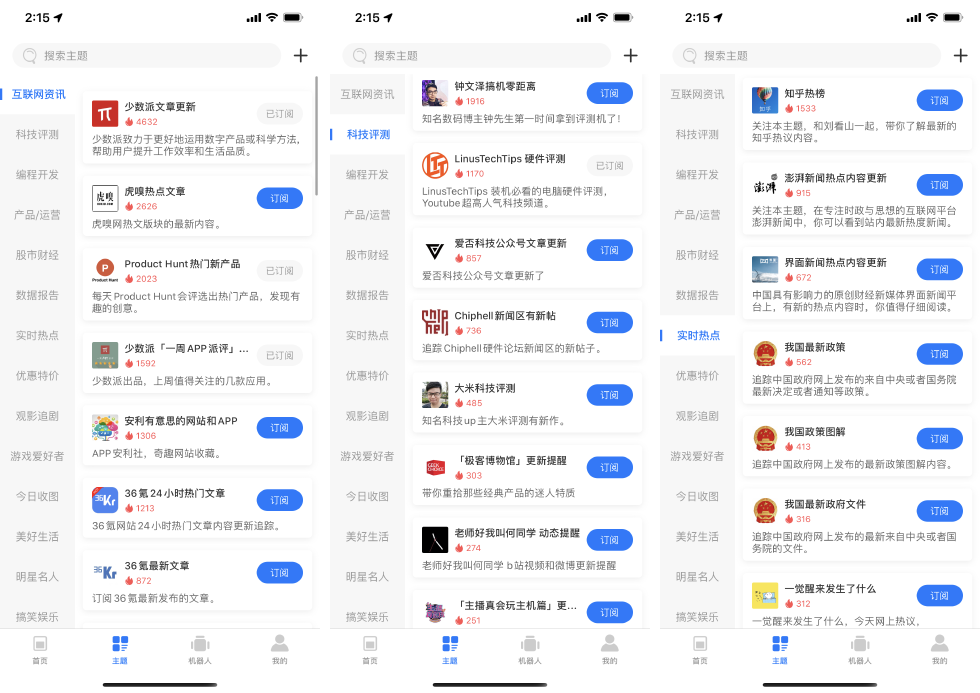 2:15
搜索主题
互联网资讯
科技评测
编程开发
产品/运营
股市财经
数据报告
实时热点
优惠特价
观影追剧
游戏爱好者
今日收图
美好生活
明星名人
搞笑娱乐
少数派文章更新
4632
已订阅
少数派致力于更好地运用数字产品或科学方法,
帮助用户提升工作效率和生活品质。
虎嗅
虎嗅热点文章
2626
订阅
虎嗅网热文版块的最新内容。
Product Hunt
Product Hunt 热门新产品
2023
已订阅
每天 Product Hunt 会评选出热门产品，发现有
趣的创意。
少数派「一周 APP 派评」...
1592
已订阅
少数派出品，上周值得关注的几款应用。
安利有意思的网站和APP
1306
订阅
APP 安利社，奇趣网站收藏。
36Kr
36 氪 24 小时热门文章
1213
订阅
36氪网站 24 小时热门文章内容更新追踪。
36Kr
36 氪最新文章
872
订阅
订阅 36 氪最新发布的文章。
首页
主题
机器人
我的
2:15
搜索主题
互联网资讯
科技评测
编程开发
产品/运营
股市财经
数据报告
实时热点
优惠特价
观影追剧
游戏爱好者
今日收图
美好生活
明星名人
搞笑娱乐
钟文泽搞机零距离
1916
订阅
知名数码博主钟先生第一时间拿到评测机了!
LinusTechTips 硬件评测
1170
已订阅
LinusTechTips 装机必看的电脑硬件评测，
Youtube 超高人气科技频道。
爱否科技公众号文章更新
857
订阅
爱否科技公众号文章更新了
chiphell
Chiphell 新闻区有新帖
736
订阅
追踪 Chiphell 硬件论坛新闻区的新帖子。
大米科技评测
485
订阅
知名科技up主大米评测有新作。
GEEK
CHOICE
「极客博物馆」更新提醒
303
订阅
带你重拾那些经典产品的迷人特质
老师好我叫何同学 动态提醒
274
订阅
老师好我叫何同学 b站视频和微博更新提醒
「主播真会玩主机篇」更...
251
订阅
首页
主题
机器人
我的
2:15
搜索主题
互联网资讯
科技评测
编程开发
产品/运营
股市财经
数据报告
实时热点
优惠特价
观影追剧
游戏爱好者
今日收图
美好生活
明星名人
搞笑娱乐
知乎热榜
1533
订阅
关注本主题，和刘看山一起，带你了解最新的
知乎热议内容。
澎湃
澎湃新闻热点内容更新
915
订阅
关注本主题，在专注时政与思想的互联网平台
澎湃新闻中，你可以看到站内最新热度新闻。
界面新闻热点内容更新
672
订阅
中国具有影响力的原创财经新媒体界面新闻平
台上，有新的热点内容时，你值得仔细阅读。
我国最新政策
562
订阅
追踪中国政府网上发布的来自中央或者国务院
最新决定或者通知等政策。
我国政策图解
413
订阅
追踪中国政府网上发布的最新政策图解内容。
我国最新政府文件
316
订阅
追踪中国政府网上发布的最新来自中央或者国
务院的文件。
一觉醒来发生了什么
312
订阅
一觉醒来发生了什么，今天网上热议，
首页
主题
机器人
我的